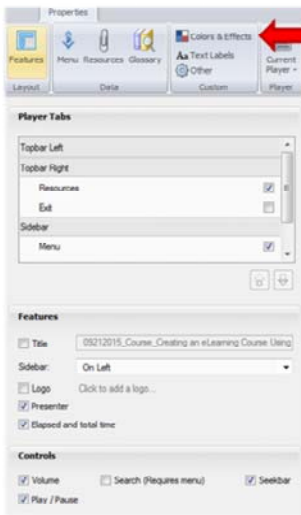 Properties
Colors & Effects
Features Menu Resources Glossary Aa Text Labels Current
Other Player
Layout Data Custom Player
Player Tabs
Topbar Left
Topbar Right
Resources
Exit
Sidebar
Menu
Features
Title 09212015_Course_Creating an eLearning Course Using
Sidebar: On Left
Logo Click to add a logo...
Presenter
Elapsed and total time
Controls
Volume Search (Requires menu) Seekbar
Play / Pause